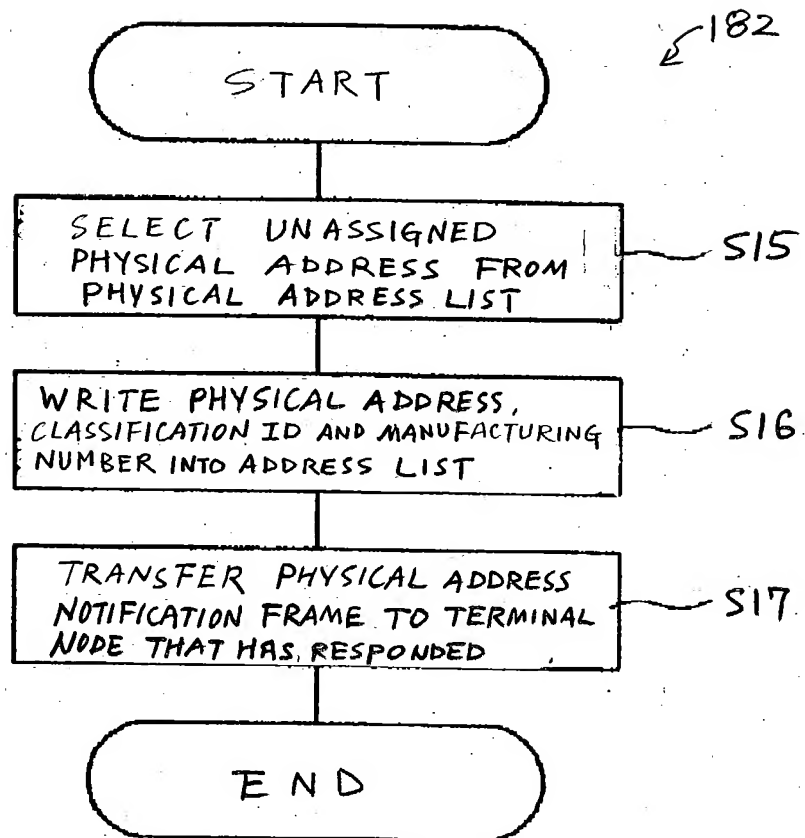 182
START
SELECT UNASSIGNED
PHYSICAL ADDRESS FROM
PHYSICAL ADDRESS LIST
S15
WRITE PHYSICAL ADDRESS,
CLASSIFICATION ID AND MANUFACTURING
NUMBER INTO ADDRESS LIST
S16
TRANSFER PHYSICAL ADDRESS
NOTIFICATION FRAME TO TERMINAL
NODE THAT HAS RESPONDED
S17
END